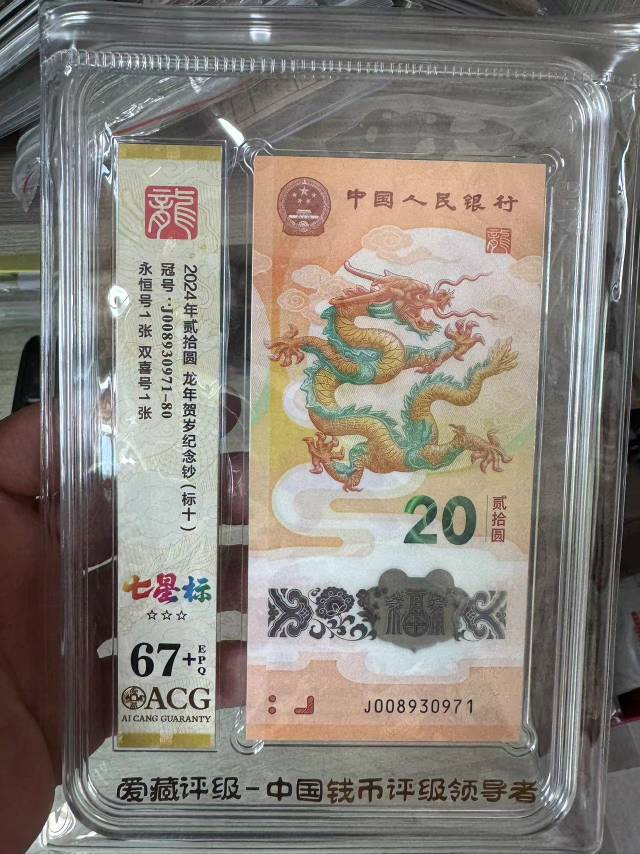 龍
2024年贰拾圆 龙年贺岁纪念钞(标十)
冠号:J008930971-80
永恒号1张 双喜号1张
七星标
☆☆☆
67+EPQ
ACG
AI CANG GUARANTY
中国人民银行
龍
20
贰拾圆
J008930971
爱藏评级-中国钱币评级领导者